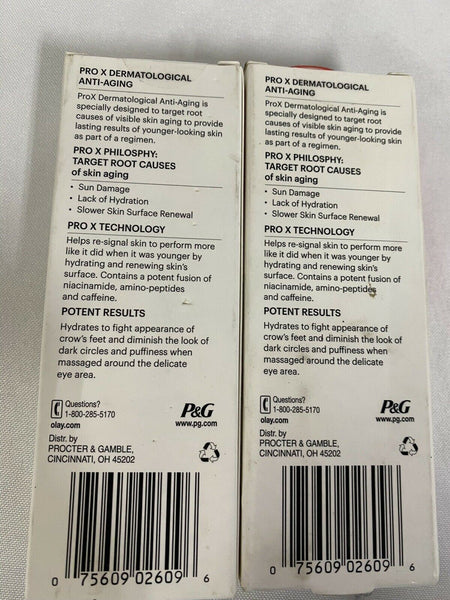 PRO X DERMATOLOGICAL
ANTI-AGING
ProX Dermatological Anti-Aging is
specially designed to target root
causes of visible skin aging to provide
lasting results of younger-looking skin
as part of a regimen.
PRO X PHILOSPHY:
TARGET ROOT CAUSES
of skin aging
• Sun Damage
• Lack of Hydration
• Slower Skin Surface Renewal
PRO X TECHNOLOGY
Helps re-signal skin to perform more
like it did when it was younger by
hydrating and renewing skin's
surface. Contains a potent fusion of
niacinamide, amino-peptides
and caffeine.
POTENT RESULTS
Hydrates to fight appearance of
crow's feet and diminish the look of
dark circles and puffiness when
massaged around the delicate
eye area.
Questions?
1-800-285-5170
olay.com
P&G
www.pg.com
Distr. by
PROCTER & GAMBLE,
CINCINNATI, OH 45202
0 75609 02609 6
PRO X DERMATOLOGICAL
ANTI-AGING
ProX Dermatological Anti-Aging is
specially designed to target root
causes of visible skin aging to provide
lasting results of younger-looking skin
as part of a regimen.
PRO X PHILOSPHY:
TARGET ROOT CAUSES
of skin aging
• Sun Damage
• Lack of Hydration
• Slower Skin Surface Renewal
PRO X TECHNOLOGY
Helps re-signal skin to perform more
like it did when it was younger by
hydrating and renewing skin's
surface. Contains a potent fusion of
niacinamide, amino-peptides
and caffeine.
POTENT RESULTS
Hydrates to fight appearance of
crow's feet and diminish the look of
dark circles and puffiness when
massaged around the delicate
eye area.
Questions?
1-800-285-5170
olay.com
P&G
www.pg.com
Distr. by
PROCTER & GAMBLE,
CINCINNATI, OH 45202
0 75609 02609 6